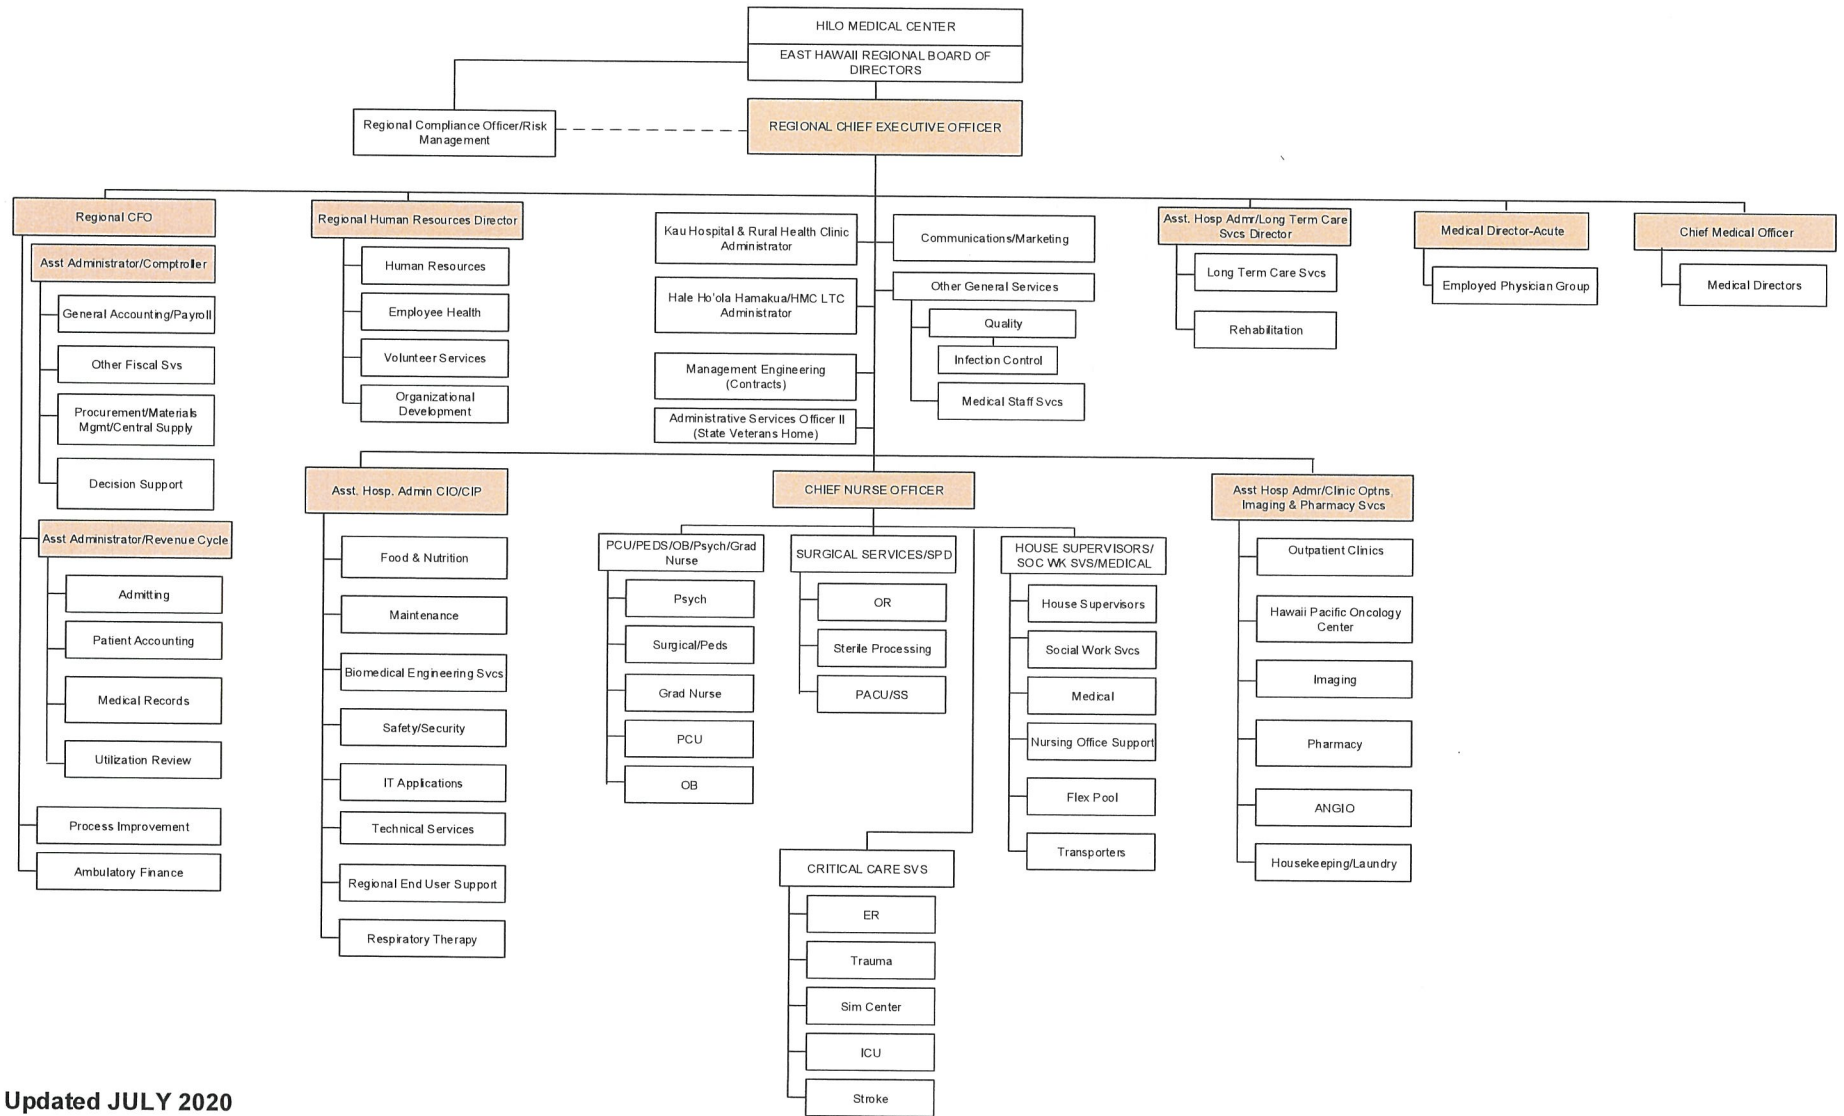 HILO MEDICAL CENTER
EAST HAWAII REGIONAL BOARD OF
DIRECTORS
Regional Compliance Officer/Risk
Management
REGIONAL CHIEF EXECUTIVE OFFICER
Regional CFO
Asst Administrator/Comptroller
General Accounting/Payroll
Other Fiscal Svs
Procurement/Materials
Mgmt/Central Supply
Decision Support
Asst Administrator/Revenue Cycle
Admitting
Patient Accounting
Medical Records
Utilization Review
Process Improvement
Ambulatory Finance
Regional Human Resources Director
Human Resources
Employee Health
Volunteer Services
Organizational
Development
Kau Hospital & Rural Health Clinic
Administrator
Hale Ho'ola Hamakua/HMC LTC
Administrator
Management Engineering
(Contracts)
Administrative Services Officer II
(State Veterans Home)
Communications/Marketing
Other General Services
Quality
Infection Control
Medical Staff Svcs
Asst. Hosp Admr/Long Term Care
Svcs Director
Long Term Care Svcs
Rehabilitation
Medical Director-Acute
Employed Physician Group
Chief Medical Officer
Medical Directors
Asst. Hosp. Admin CIO/CIP
Food & Nutrition
Maintenance
Biomedical Engineering Svcs
Safety/Security
IT Applications
Technical Services
Regional End User Support
Respiratory Therapy
CHIEF NURSE OFFICER
PCU/PEDS/OB/Psych/Grad
Nurse
Psych
Surgical/Peds
Grad Nurse
PCU
OB
SURGICAL SERVICES/SPD
OR
Sterile Processing
PACU/SS
HOUSE SUPERVISORS/
SOC WK SVS/MEDICAL
House Supervisors
Social Work Svcs
Medical
Nursing Office Support
Flex Pool
Transporters
CRITICAL CARE SVS
ER
Trauma
Sim Center
ICU
Stroke
Asst Hosp Admr/Clinic Optns,
Imaging & Pharmacy Svcs
Outpatient Clinics
Hawaii Pacific Oncology
Center
Imaging
Pharmacy
ANGIO
Housekeeping/Laundry
Updated JULY 2020